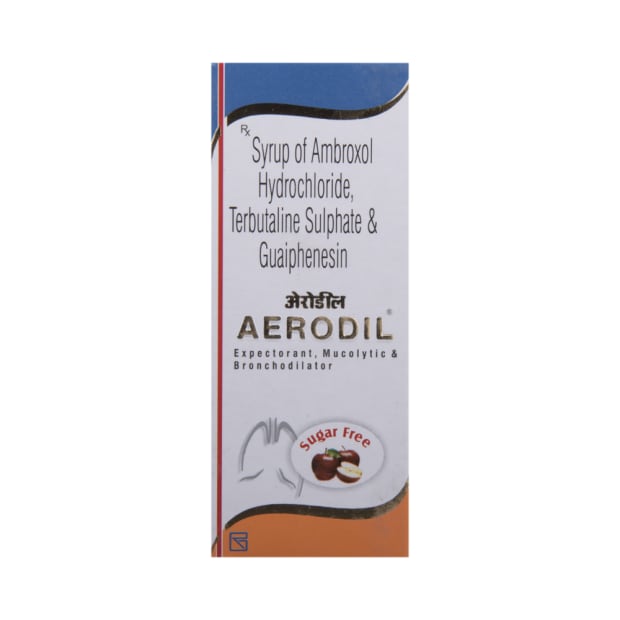 Rx
Syrup of Ambroxol
Hydrochloride,
Terbutaline Sulphate &
Guaiphenesin
अेरोडील
AERODIL®
Expectorant, Mucolytic &
Bronchodilator
Sugar Free